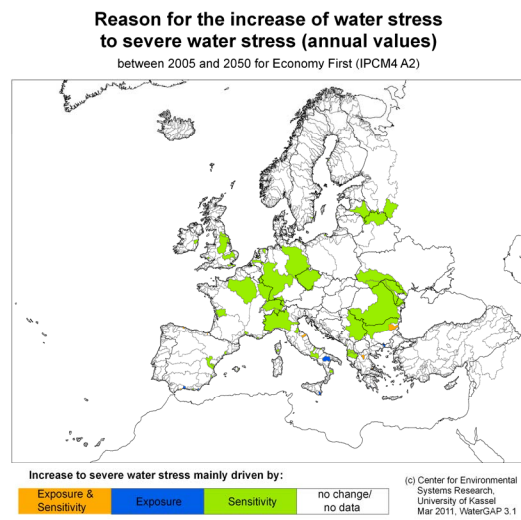 Reason for the increase of water stress
to severe water stress (annual values)
between 2005 and 2050 for Economy First (IPCM4 A2)
Increase to severe water stress mainly driven by:
Exposure &
Sensitivity
Exposure
Sensitivity
no change/
no data
(c) Center for Environmental
Systems Research,
University of Kassel
Mar 2011, WaterGAP 3.1